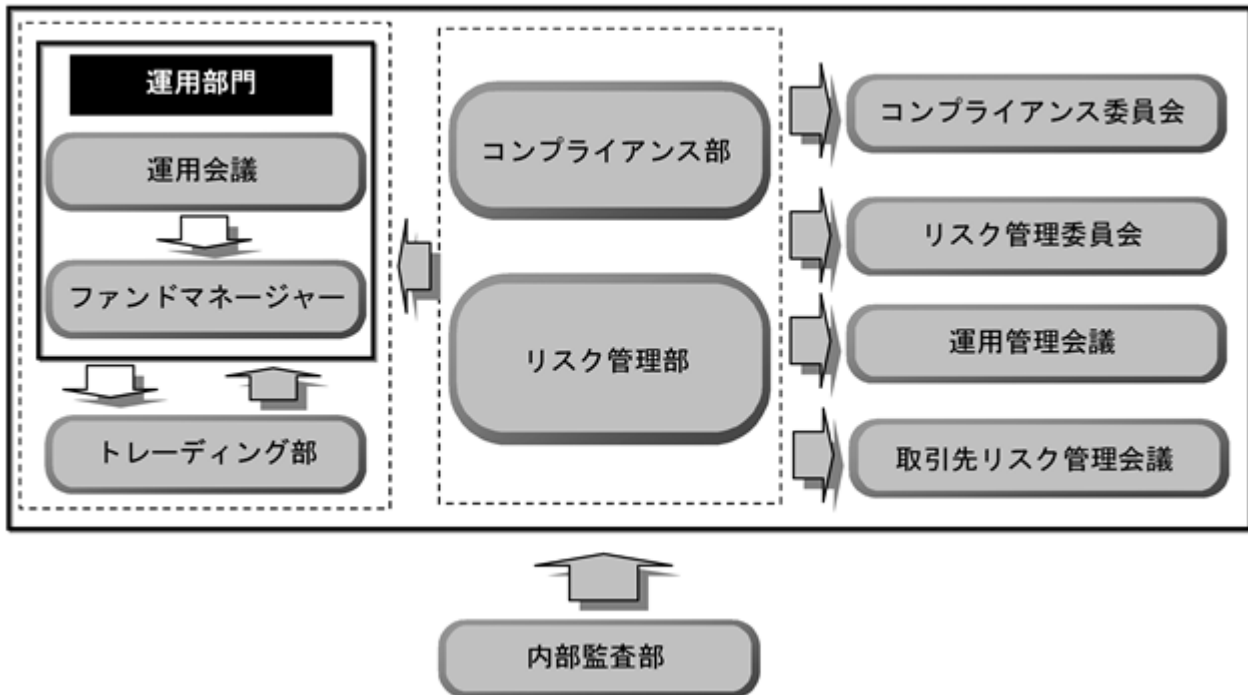 運用部門
運用会議
ファンドマネージャー
トレーディング部
コンプライアンス部
リスク管理部
コンプライアンス委員会
リスク管理委員会
運用管理会議
取引先リスク管理会議
内部監査部